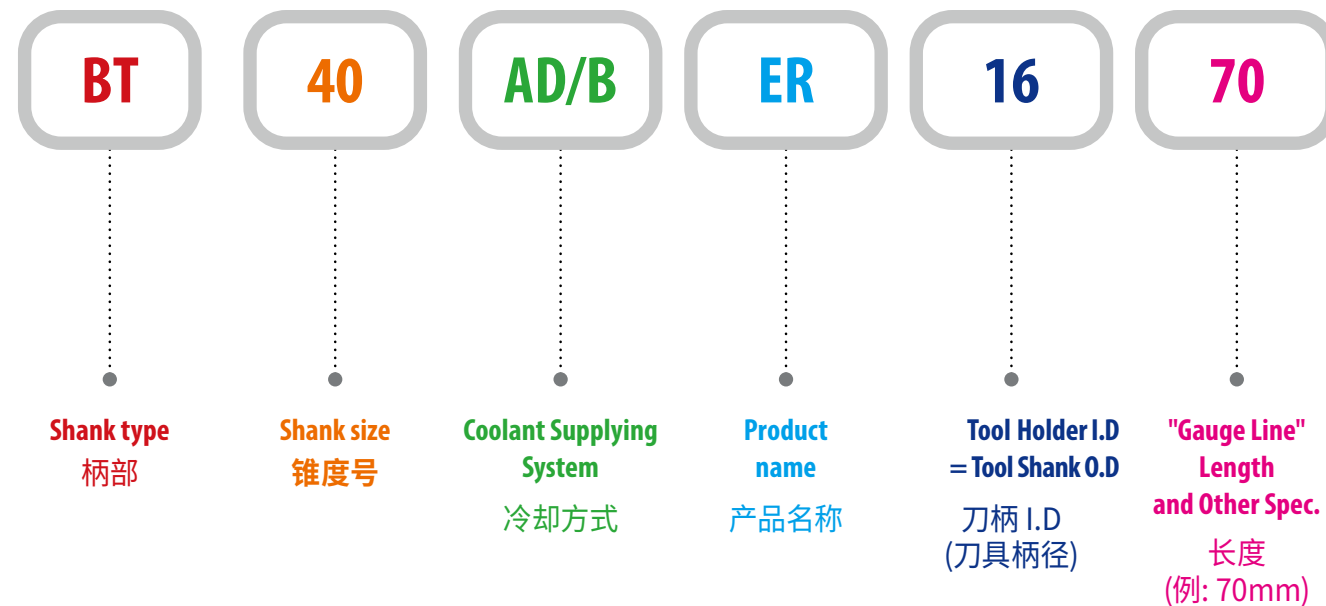 BT
40
AD/B
ER
16
70
Shank type
柄部
Shank size
锥度号
Coolant Supplying
System
冷却方式
Product
name
产品名称
Tool Holder I.D
= Tool Shank O.D
刀柄 I.D
(刀具柄径)
"Gauge Line"
Length
and Other Spec.
长度
(例: 70mm)